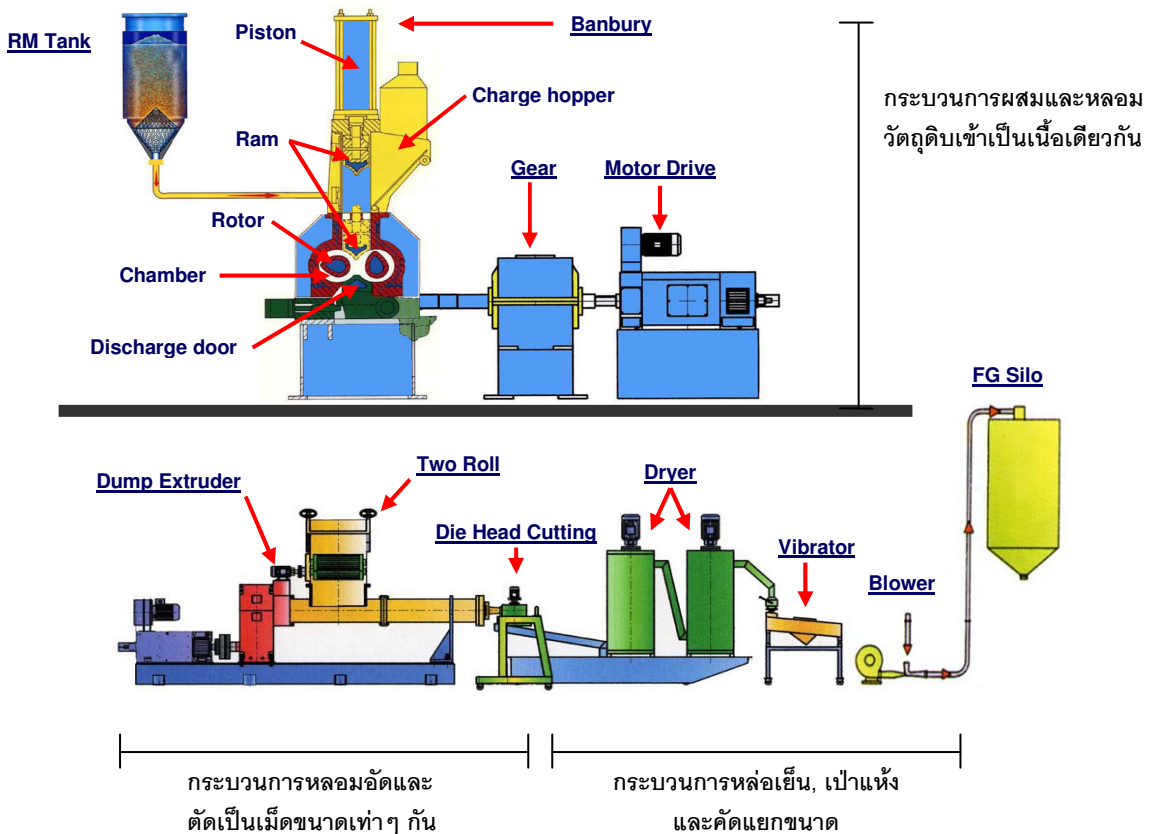 Banbury
RM Tank
Piston
Charge hopper
กระบวนการผสมและหลอม
วัตถุดิบเข้าเป็นเนื้อเดียวกัน
Ram
Gear
Motor Drive
Rotor
Chamber
Discharge door
FG Silo
Two Roll
Dryer
Dump Extruder
Die Head Cutting
Vibrator
Blower
กระบวนการหลอมอัดและ
ตัดเป็นเม็ดขนาดเท่าๆ กัน
กระบวนการหล่อเย็น, เป่าแห้ง
และคัดแยกขนาด